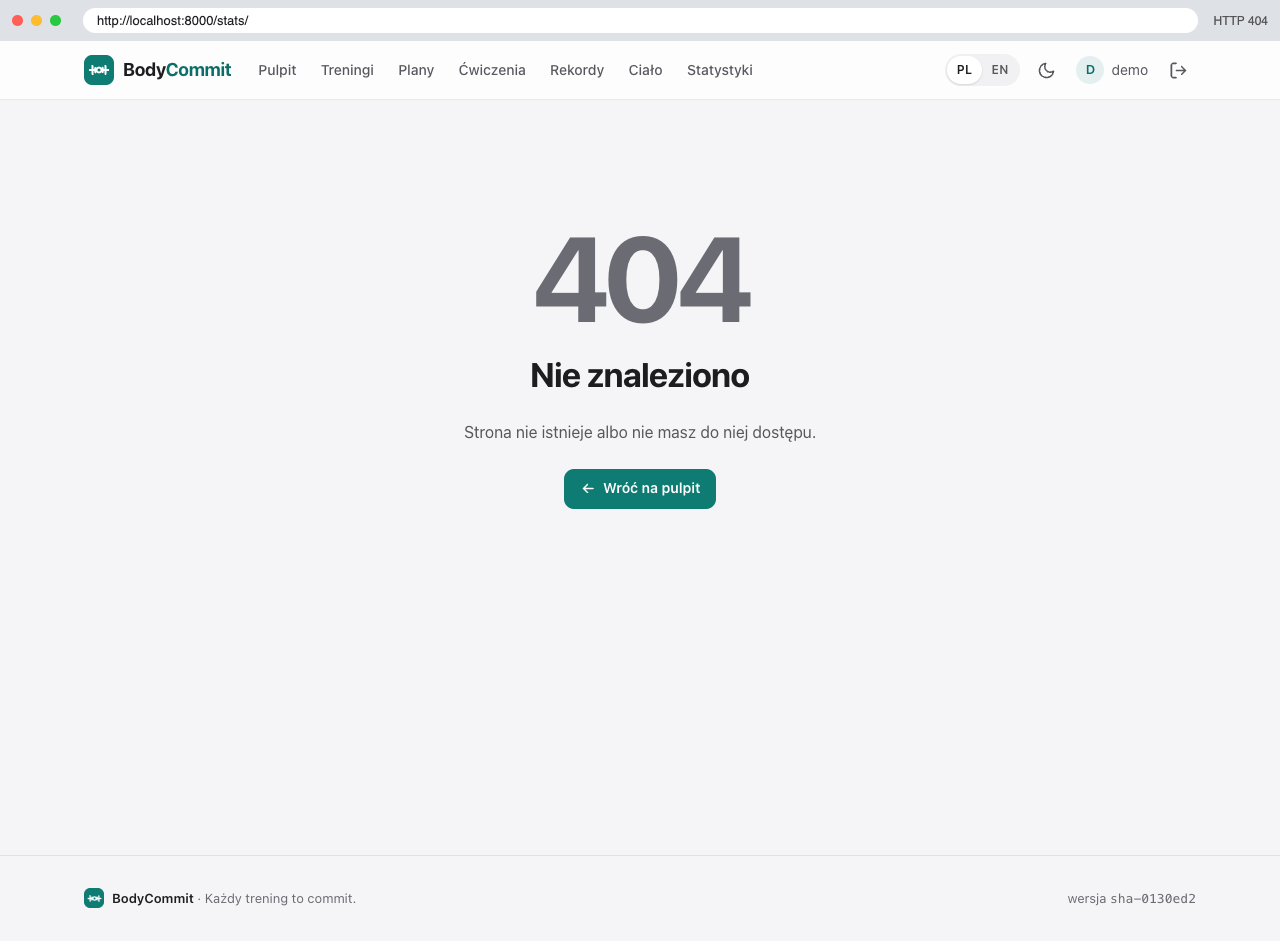 http://localhost:8000/stats/ HTTP 404
BodyCommit Pulpit Treningi Plany Ćwiczenia Rekordy Ciało Statystyki PL EN D demo
404
Nie znaleziono
Strona nie istnieje albo nie masz do niej dostępu.
← Wróć na pulpit
BodyCommit · Każdy trening to commit. wersja sha-0130ed2